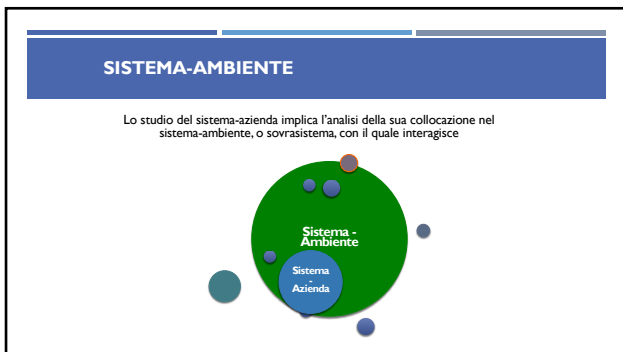 SISTEMA-AMBIENTE
Lo studio del sistema-azienda implica l’analisi della sua collocazione nel
sistema-ambiente, o sovrasistema, con il quale interagisce
Sistema -
Ambiente
Sistema
-
Azienda